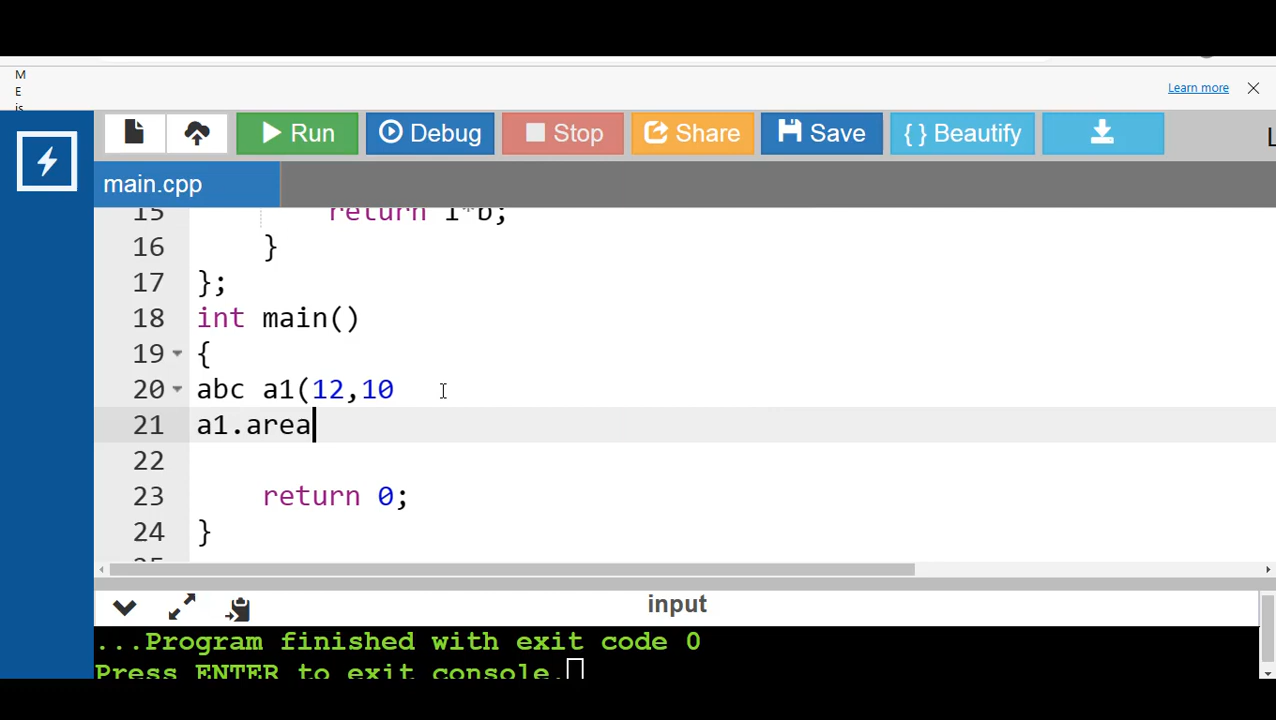 M
E
is
Learn more
Run
Debug
Stop
Share
Save
{ } Beautify
main.cpp
15 return l*b;
16 }
17 };
18 int main()
19 {
20 abc a1(12,10
21 a1.area
22
23 return 0;
24 }
input
...Program finished with exit code 0
Press ENTER to exit console.